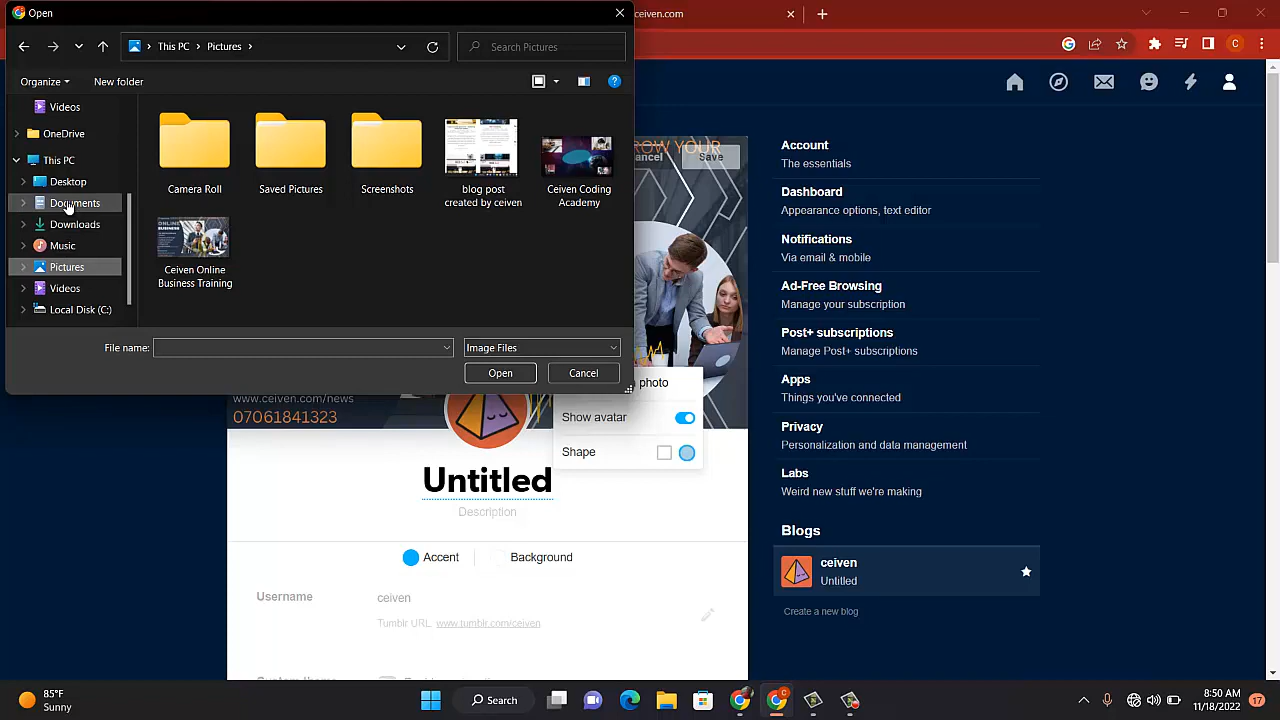 Open
ceiven.com
This PC
Pictures
Search Pictures
Organize
New folder
Videos
OneDrive
This PC
Desktop
Documents
Downloads
Music
Pictures
Videos
Local Disk (C:)
Camera Roll
Saved Pictures
Screenshots
blog post
created by ceiven
Ceiven Coding
Academy
Ceiven Online
Business Training
File name:
Image Files
Open
Cancel
ROW YOUR
ancel
Save
photo
Show avatar
Shape
www.ceiven.com/news
07061841323
Untitled
Description
Accent
Background
Username
ceiven
Tumblr URL
www.tumblr.com/ceiven
Account
The essentials
Dashboard
Appearance options, text editor
Notifications
Via email & mobile
Ad-Free Browsing
Manage your subscription
Post+ subscriptions
Manage Post+ subscriptions
Apps
Things you've connected
Privacy
Personalization and data management
Labs
Weird new stuff we're making
Blogs
ceiven
Untitled
Create a new blog
85°F
Sunny
Search
8:50 AM
11/18/2022
17